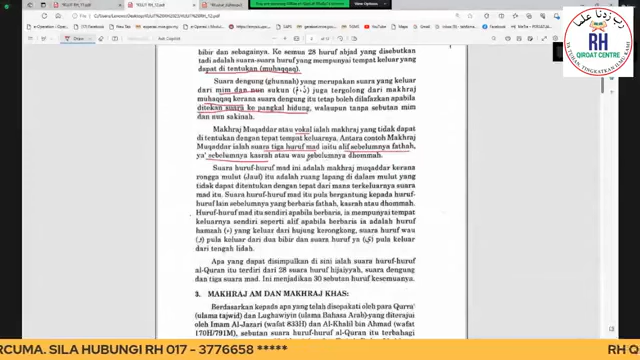 bibir dan sebagainya. Ke semua 28 huruf abjad yang disebutkan
tadi adalah suara-suara huruf yang mempunyai tempat keluar yang
dapat di tentukan (muhaqqaq).
Suara dengung (ghunnah) yang merupakan suara yang keluar
dari mim dan nun sukun (نْ، مْ) juga tergolong dari makhraj
muhaqqaq kerana suara dengung itu tetap boleh dilafazkan apabila
ditekan suara ke pangkal hidung, walaupun tanpa sebutan mim
dan nun sakinah.
Makhraj Muqaddar atau vokal ialah makhraj yang tidak dapat
di tentukan dengan tepat tempat keluarnya. Antara contoh Makhraj
Muqaddar ialah suara tiga huruf mad iaitu alif sebelumnya fathah,
ya' sebelumnya kasrah atau wau sebelumnya dhommah.
Suara huruf-huruf mad ini adalah makhraj muqaddar kerana
rongga mulut (Jauf) itu adalah ruang lapang di dalam mulut yang
tidak dapat ditentukan dengan tepat dari mana terkeluarnya suara
mad itu. Suara huruf-huruf itu pula bergantung kepada huruf-
huruf lain sebelumnya yang berbaris fathah, kasrah atau dhommah.
Huruf-huruf mad itu sendiri apabila berbaris, ia mempunyai tempat
keluarnya sendiri seperti alif apabila berbaris ia adalah huruf
hamzah (ء) yang keluar dari hujung kerongkong, suara huruf wau
(و) pula keluar dari dua bibir dan suara huruf ya (ي) pula keluar
dari tengah lidah.
Apa yang dapat disimpulkan di sini ialah suara huruf-huruf
al-Quran itu terdiri dari 28 suara huruf hijaiyyah, suara dengung
dan tiga suara mad. Ini menjadikan 30 sebutan huruf kesemuanya.
3. MAKHRAJ AM DAN MAKHRAJ KHAS:
Berdasarkan kepada apa yang telah disepakati oleh para Qurra'
(ulama tajwid) dan Lughawiyin (ulama Bahasa Arab) yang diterajui
oleh Imam Al-Jazari (wafat 833H) dan Al-Khalil bin Ahmad (wafat
170H/791M), sebutan suara huruf-huruf al-Quran itu terbahagi
RH
QIROAT CENTRE
RCUMA. SILA HUBUNGI RH 017 - 3776658 *****
RH Q